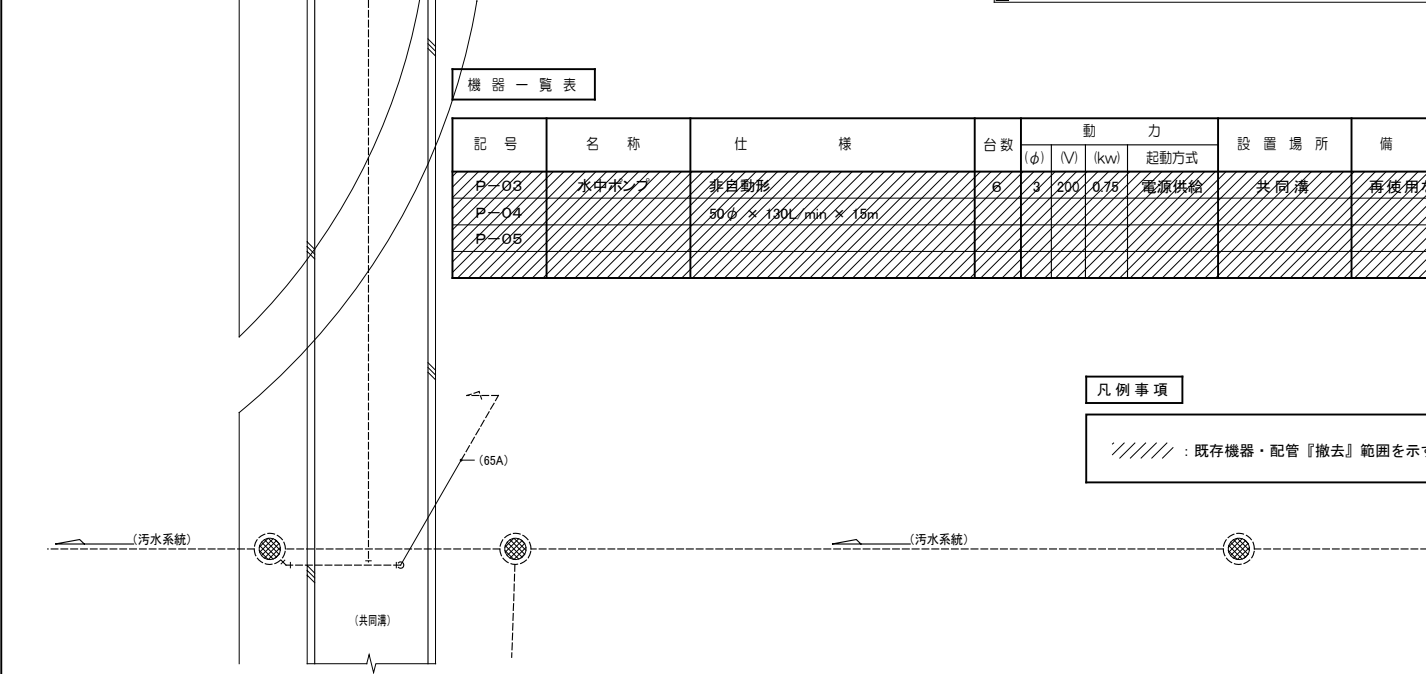 機器一覧表
記号 名称 仕様 台数 動力 設置場所 備
(φ) (V) (kw) 起動方式
P-03 水中ポンプ 非自動形 6 3 200 0.75 電源供給 共同溝 再使用
P-04 50φ × 130L/min × 15m
P-05
凡例事項
：既存機器・配管『撤去』範囲を示す
(65A)
(汚水系統) (汚水系統)
(共同溝)